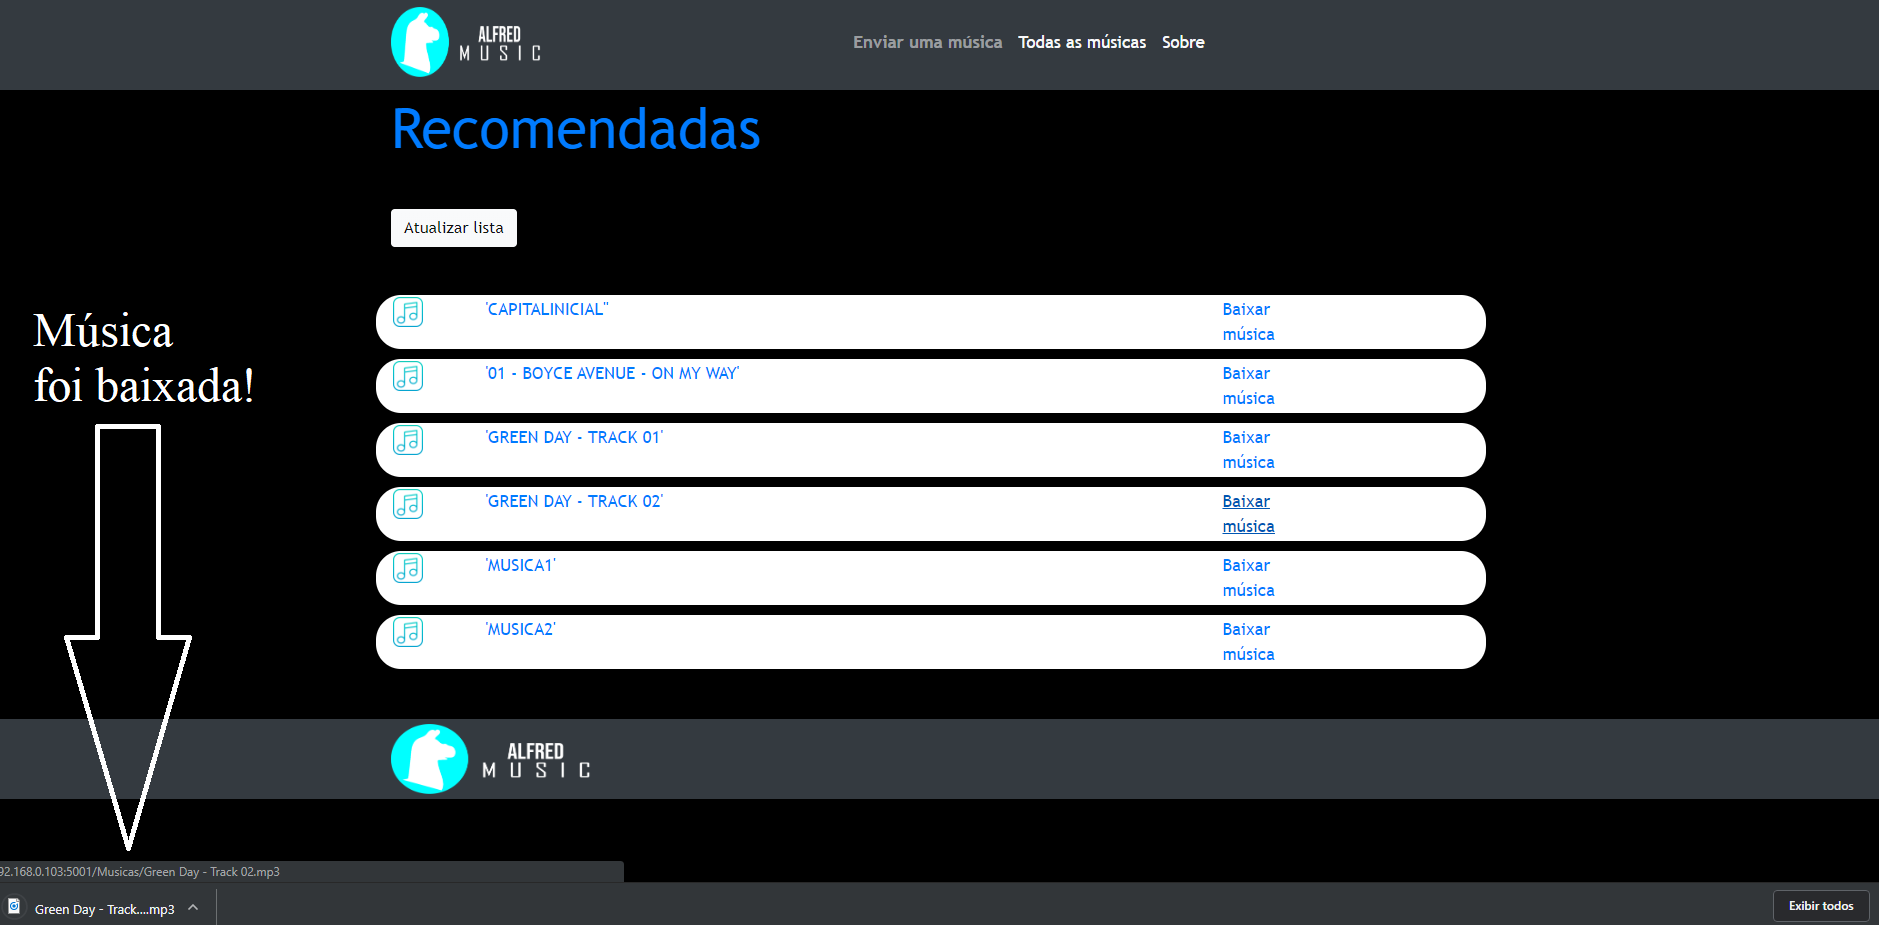 ALFRED
MUSIC
Enviar uma música Todas as músicas Sobre
Recomendadas
Atualizar lista
Música
foi baixada!
'CAPITALINICIAL"
Baixar
música
'01 - BOYCE AVENUE - ON MY WAY'
Baixar
música
'GREEN DAY - TRACK 01'
Baixar
música
'GREEN DAY - TRACK 02'
Baixar
música
'MUSICA1'
Baixar
música
'MUSICA2'
Baixar
música
ALFRED
MUSIC
92.168.0.103:5001/Musicas/Green Day - Track 02.mp3
Green Day - Track....mp3
Exibir todos